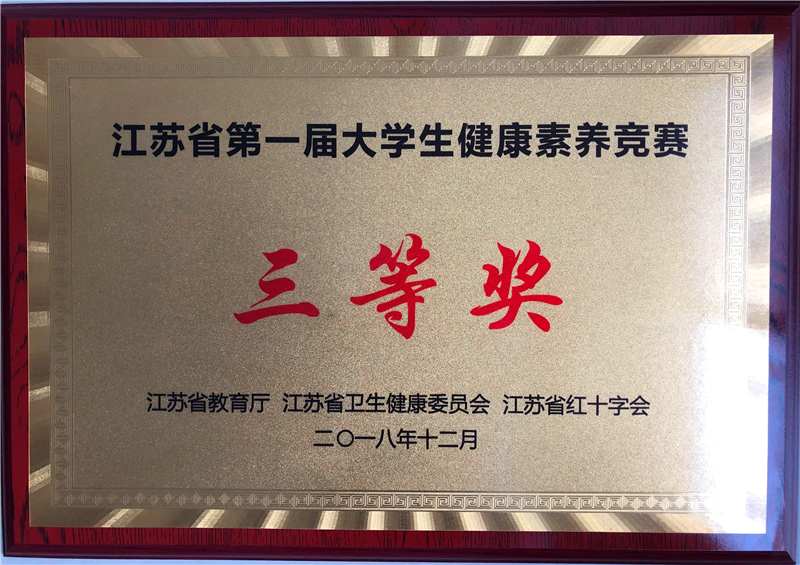 江苏省第一届大学生健康素养竞赛
三等奖
江苏省教育厅 江苏省卫生健康委员会 江苏省红十字会
二〇一八年十二月